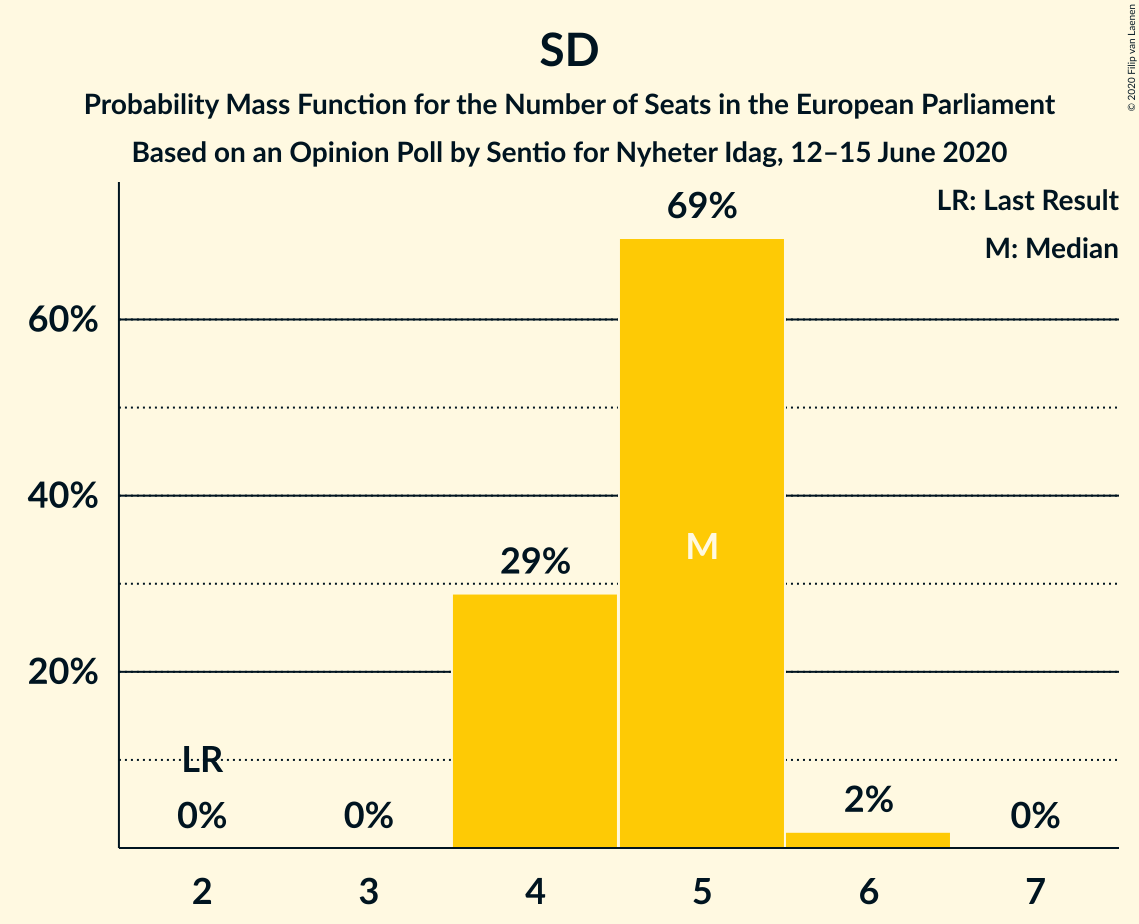 SD
Probability Mass Function for the Number of Seats in the European Parliament
Based on an Opinion Poll by Sentio for Nyheter Idag, 12–15 June 2020
© 2020 Filip van Laenen
LR: Last Result
M: Median
69%
60%
40%
M
29%
20%
LR
0%
0%
2%
0%
2
3
4
5
6
7